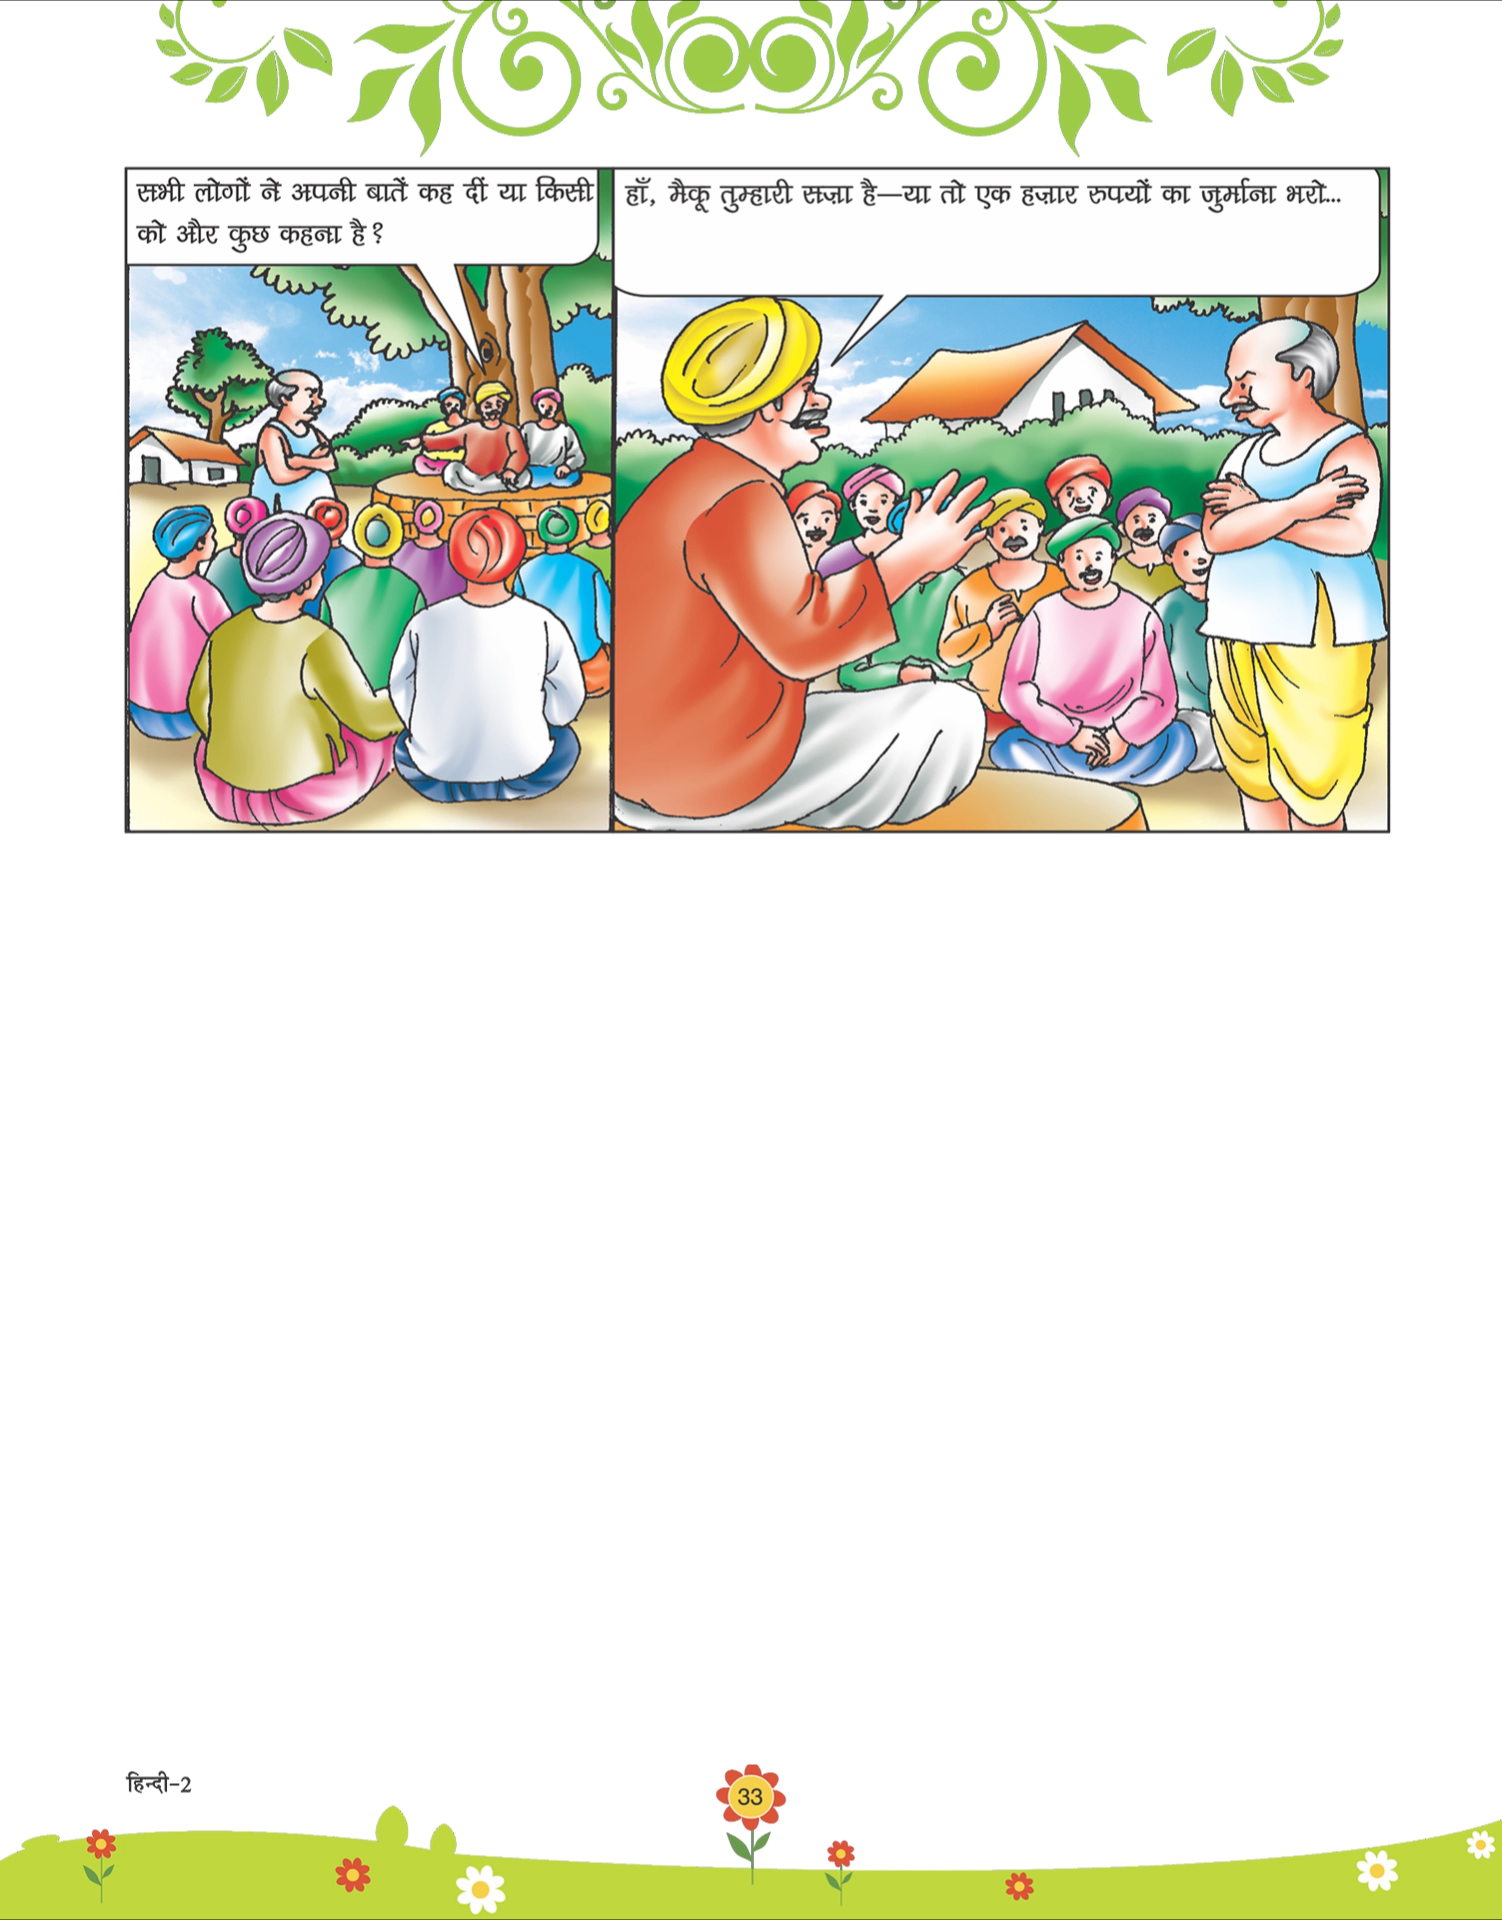 सभी लोगों ने अपनी बातें कह दीं या किसी
को और कुछ कहना है?
हाँ, मैकू तुम्हारी सज़ा है—या तो एक हज़ार रुपयों का जुर्माना भरो...
हिन्दी-2
33